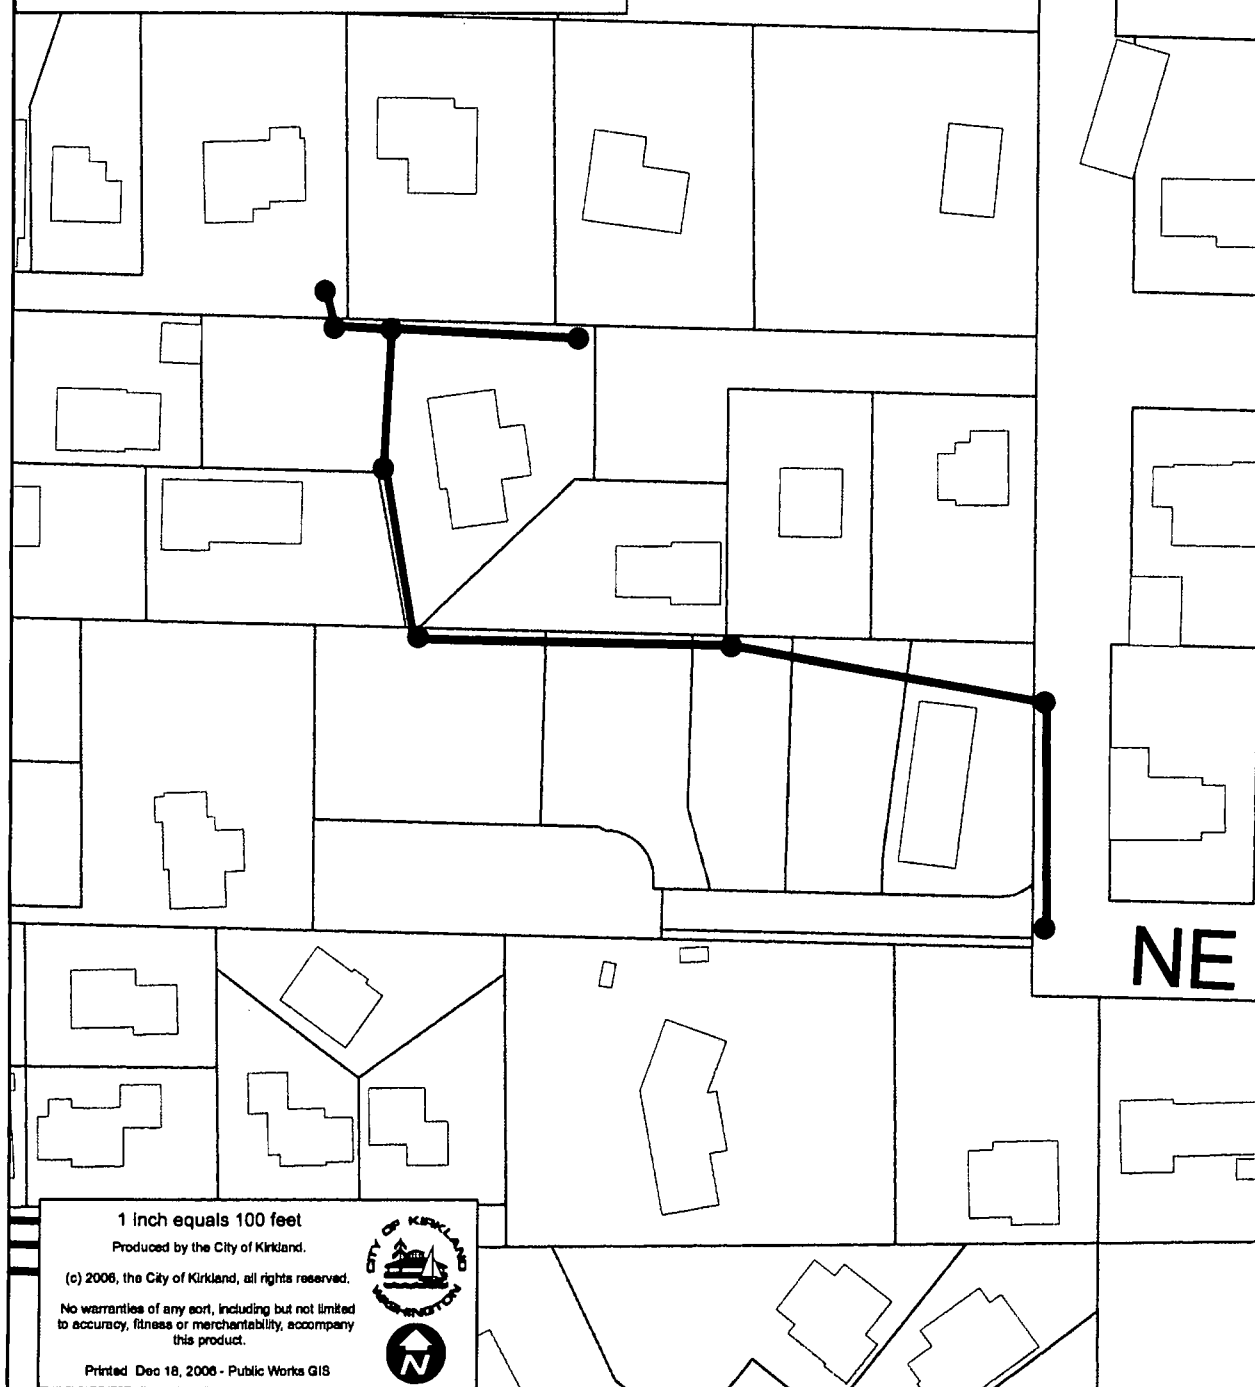 NE
1 inch equals 100 feet
Produced by the City of Kirkland.
(c) 2006, the City of Kirkland, all rights reserved.
No warranties of any sort, including but not limited
to accuracy, fitness or merchantability, accompany
this product.
Printed Dec 18, 2006 - Public Works GIS
CITY OF KIRKLAND
WASHINGTON
N